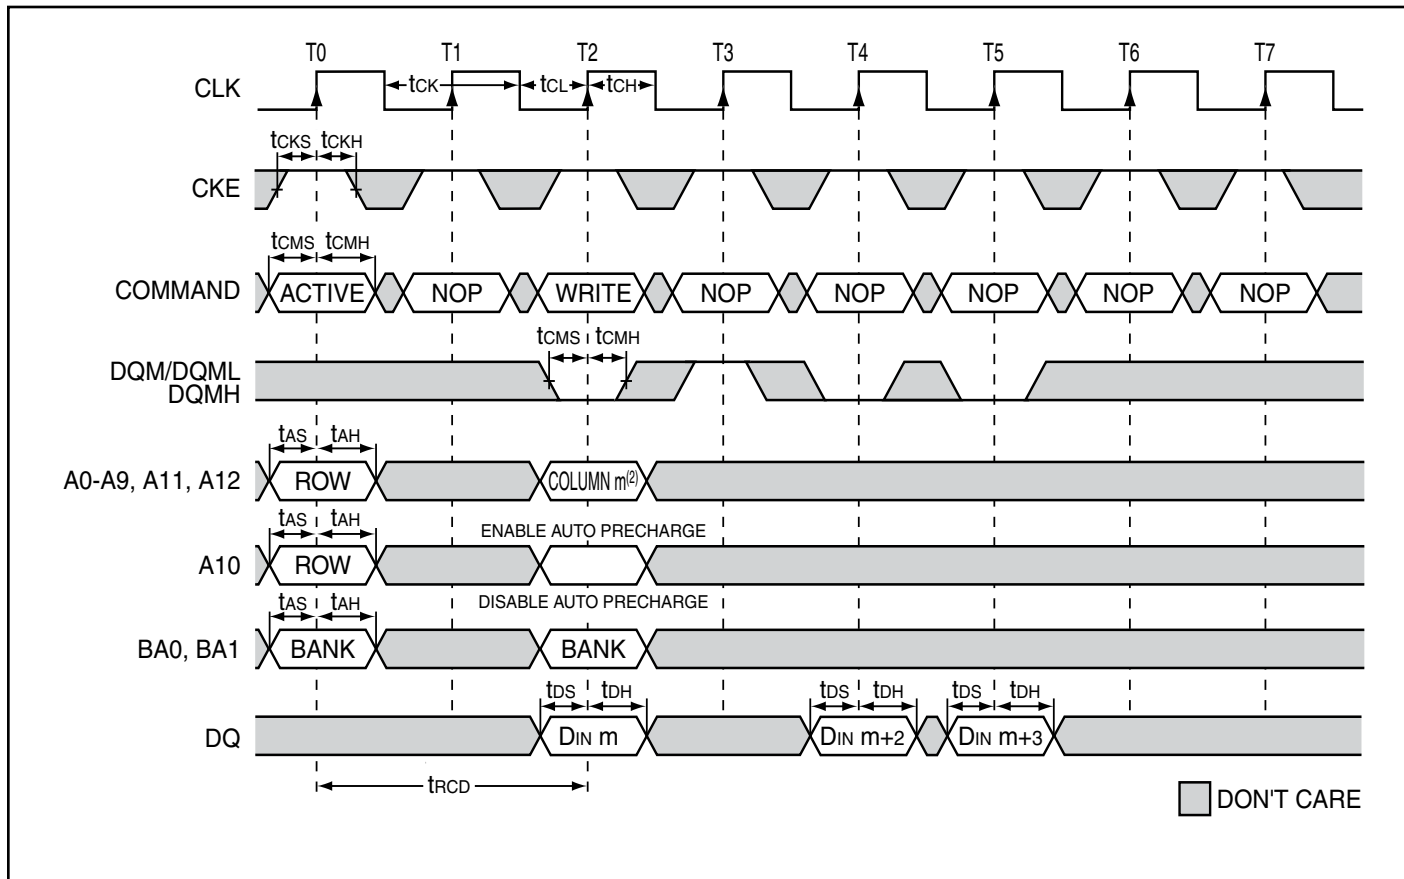 T0 T1 T2 T3 T4 T5 T6 T7
CLK tCK tCL tCH
tCKS tCKH
CKE
tCMS tCMH
COMMAND ACTIVE NOP WRITE NOP NOP NOP NOP NOP
tCMS tCMH
DQM/DQML
DQMH
tAS tAH
A0-A9, A11, A12 ROW COLUMN m(2)
tAS tAH ENABLE AUTO PRECHARGE
A10 ROW
tAS tAH DISABLE AUTO PRECHARGE
BA0, BA1 BANK BANK
tDS tDH tDS tDH tDS tDH
DQ DIN m DIN m+2 DIN m+3
tRCD
DON'T CARE